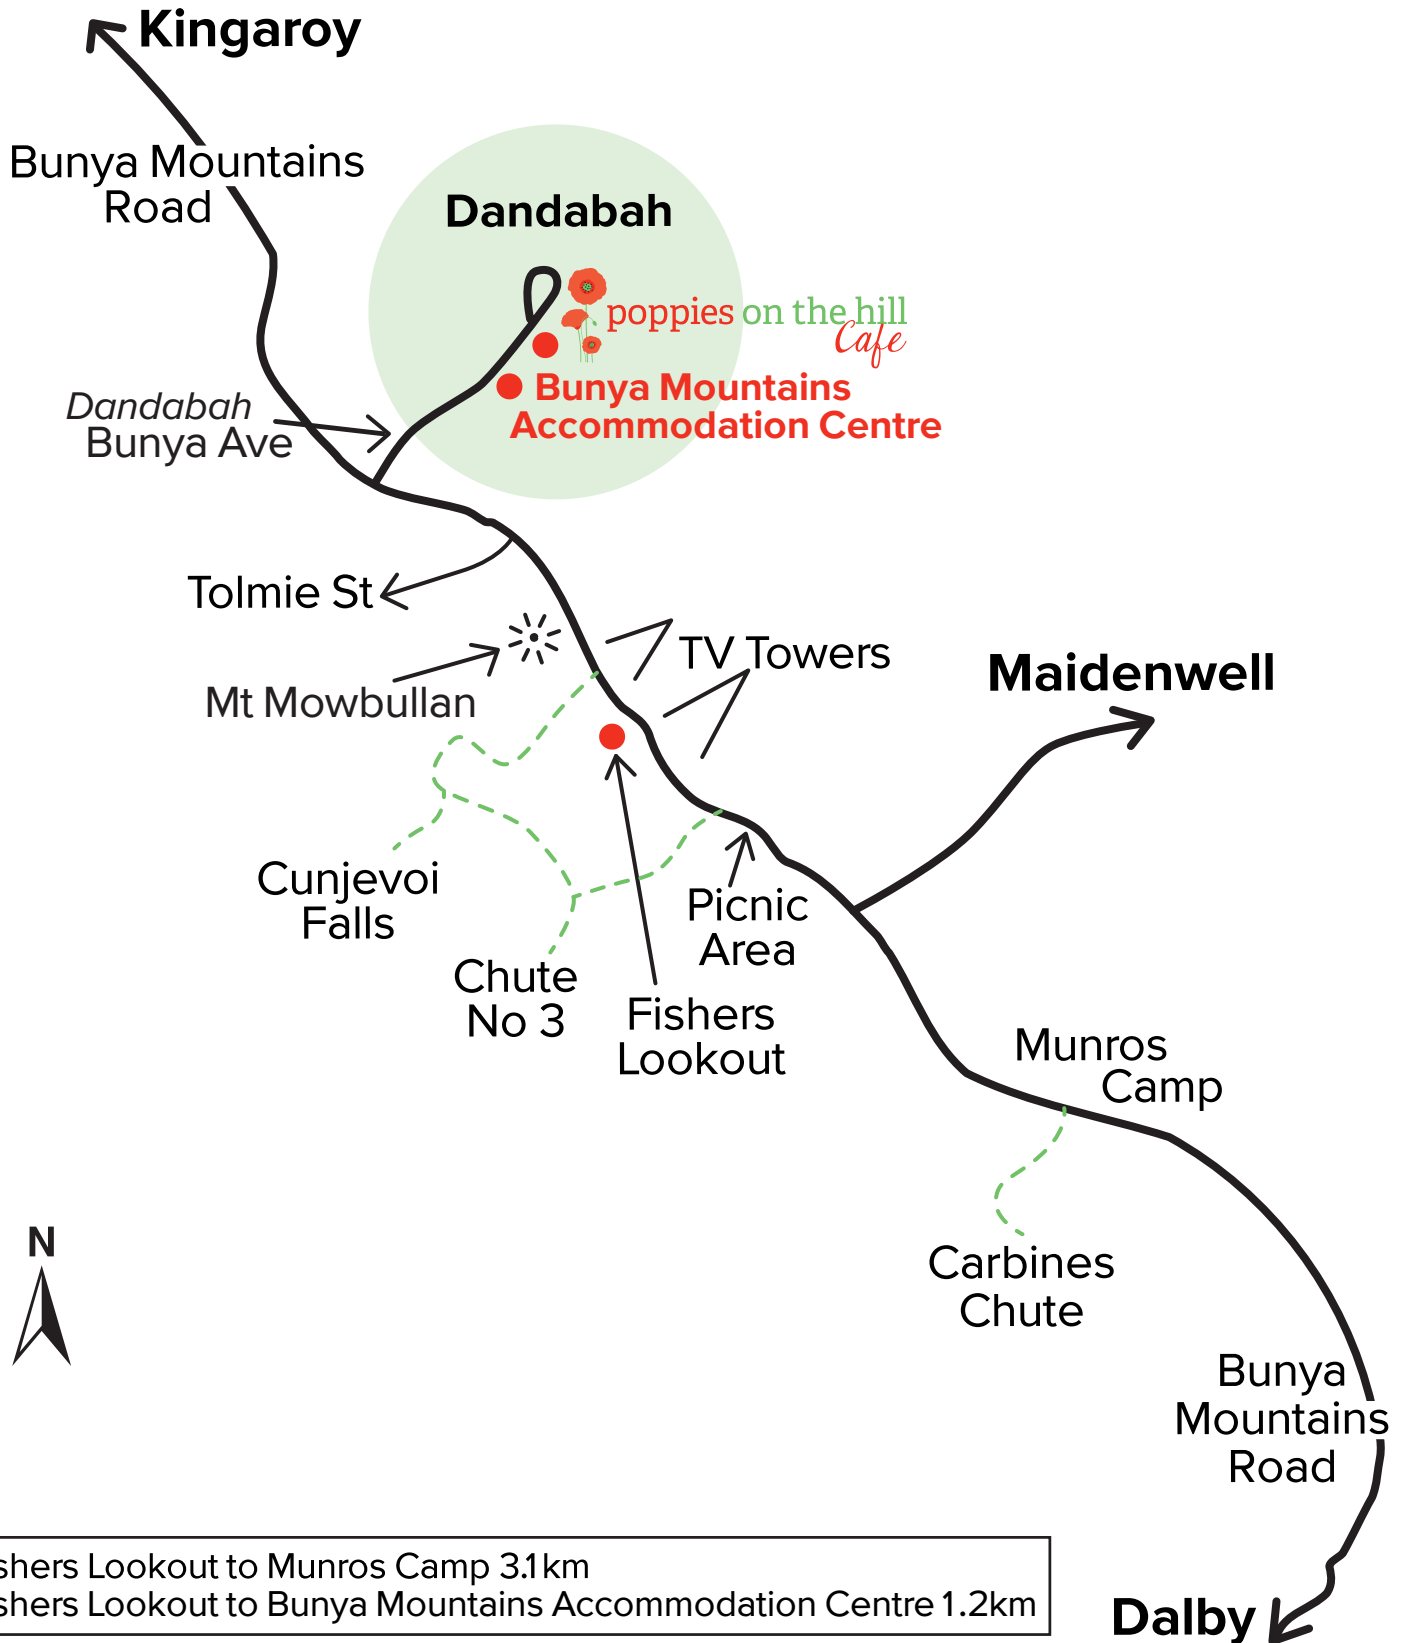 Kingaroy
Bunya Mountains
Road
Dandabah
poppies on the hill
Cafe
Bunya Mountains
Accommodation Centre
Dandabah
Bunya Ave
Tolmie St
TV Towers
Mt Mowbullan
Maidenwell
Cunjevoi
Falls
Picnic
Area
Chute
No 3
Fishers
Lookout
Munros
Camp
N
Carbines
Chute
Bunya
Mountains
Road
shers Lookout to Munros Camp 3.1km
shers Lookout to Bunya Mountains Accommodation Centre 1.2km
Dalby